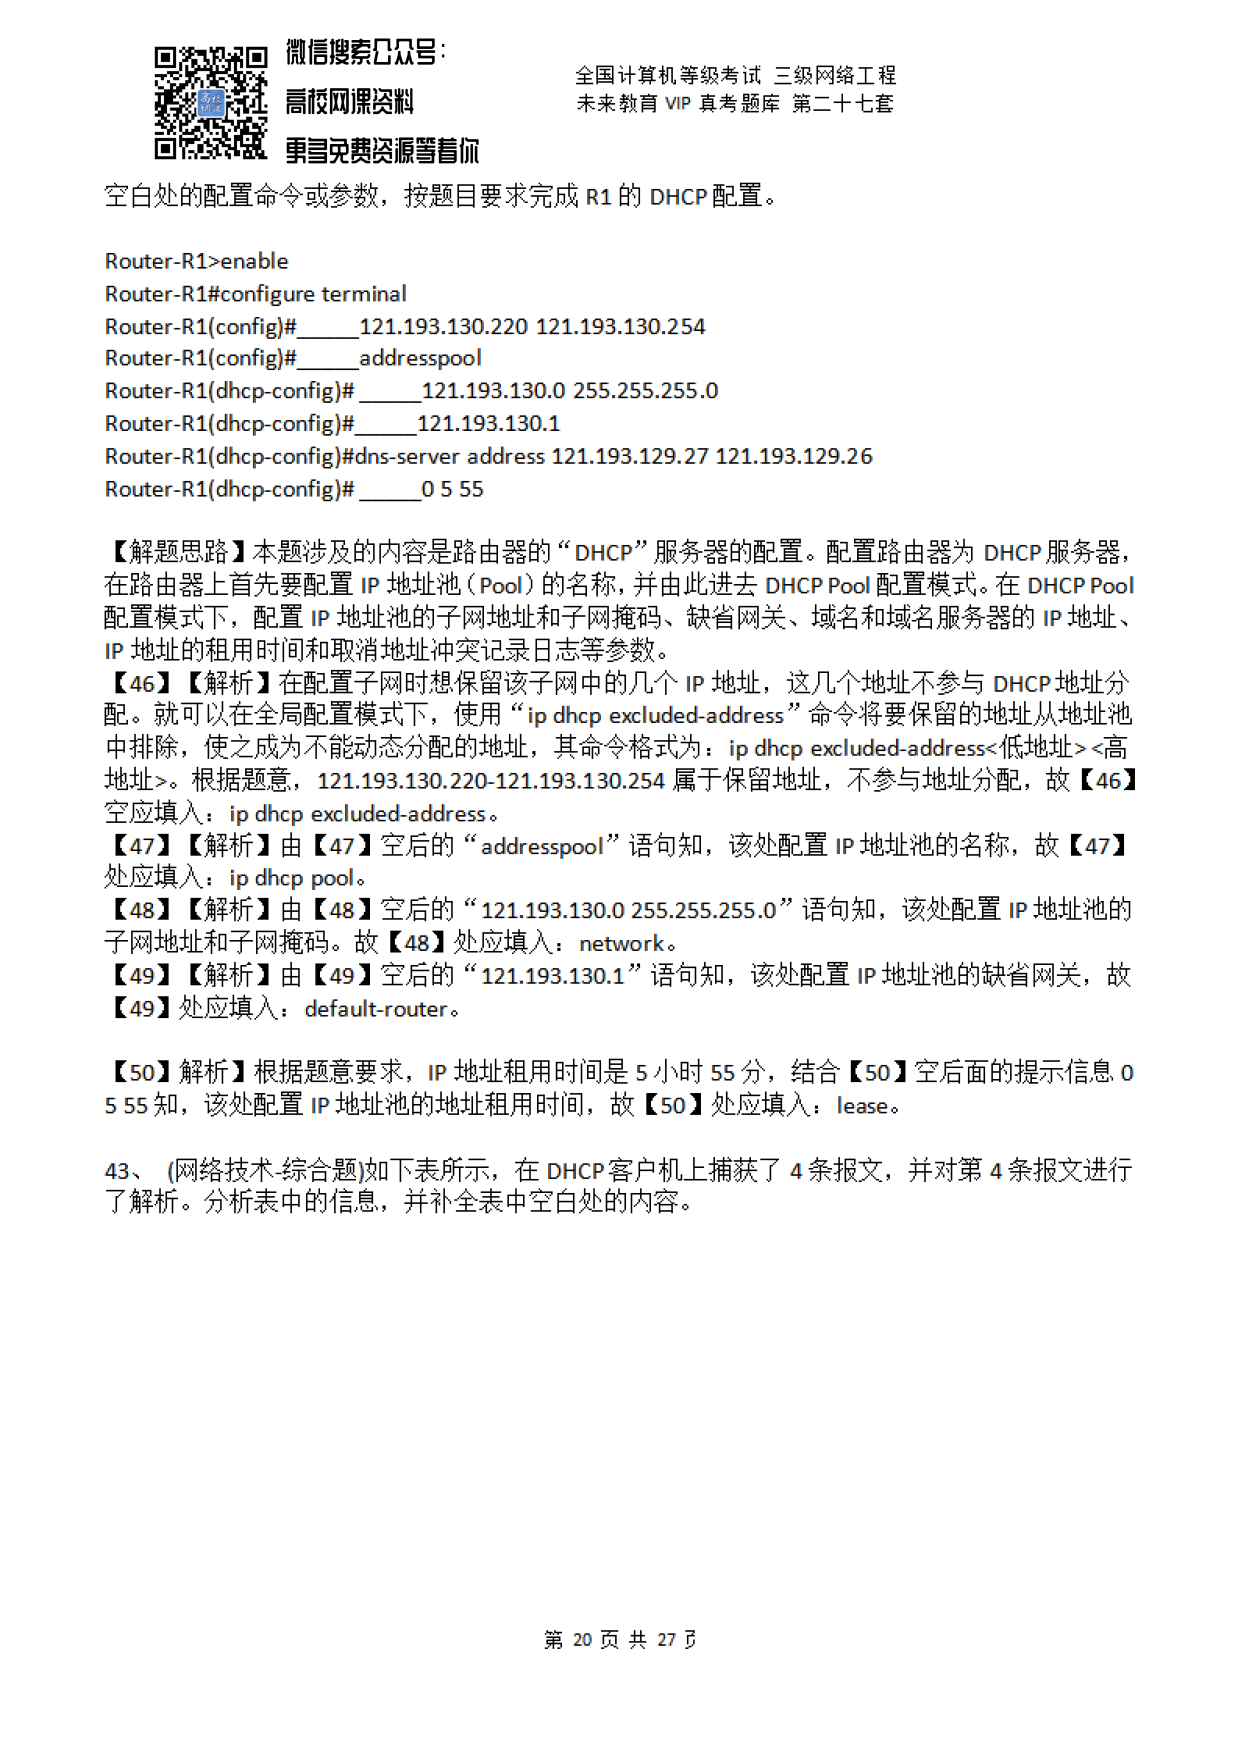 微信搜索公众号：
高校网课资料
更多免费资源等着你
全国计算机等级考试 三级网络工程
未来教育 VIP 真考题库 第二十七套
空白处的配置命令或参数，按题目要求完成 R1 的 DHCP 配置。
Router-R1>enable
Router-R1#configure terminal
Router-R1(config)#_____121.193.130.220 121.193.130.254
Router-R1(config)#_____addresspool
Router-R1(dhcp-config)# _____121.193.130.0 255.255.255.0
Router-R1(dhcp-config)#_____121.193.130.1
Router-R1(dhcp-config)#dns-server address 121.193.129.27 121.193.129.26
Router-R1(dhcp-config)# _____0 5 55
【解题思路】本题涉及的内容是路由器的“DHCP”服务器的配置。配置路由器为 DHCP 服务器，
在路由器上首先要配置 IP 地址池（Pool）的名称，并由此进去 DHCP Pool 配置模式。在 DHCP Pool
配置模式下，配置 IP 地址池的子网地址和子网掩码、缺省网关、域名和域名服务器的 IP 地址、
IP 地址的租用时间和取消地址冲突记录日志等参数。
【46】【解析】在配置子网时想保留该子网中的几个 IP 地址，这几个地址不参与 DHCP 地址分
配。就可以在全局配置模式下，使用“ip dhcp excluded-address”命令将要保留的地址从地址池
中排除，使之成为不能动态分配的地址，其命令格式为：ip dhcp excluded-address<低地址> <高
地址>。根据题意，121.193.130.220-121.193.130.254 属于保留地址，不参与地址分配，故【46】
空应填入：ip dhcp excluded-address。
【47】【解析】由【47】空后的“addresspool”语句知，该处配置 IP 地址池的名称，故【47】
处应填入：ip dhcp pool。
【48】【解析】由【48】空后的“121.193.130.0 255.255.255.0”语句知，该处配置 IP 地址池的
子网地址和子网掩码。故【48】处应填入：network。
【49】【解析】由【49】空后的“121.193.130.1”语句知，该处配置 IP 地址池的缺省网关，故
【49】处应填入：default-router。
【50】解析】根据题意要求，IP 地址租用时间是 5 小时 55 分，结合【50】空后面的提示信息 0
5 55 知，该处配置 IP 地址池的地址租用时间，故【50】处应填入：lease。
43、 (网络技术-综合题)如下表所示，在 DHCP 客户机上捕获了 4 条报文，并对第 4 条报文进行
了解析。分析表中的信息，并补全表中空白处的内容。
第 20 页 共 27 页